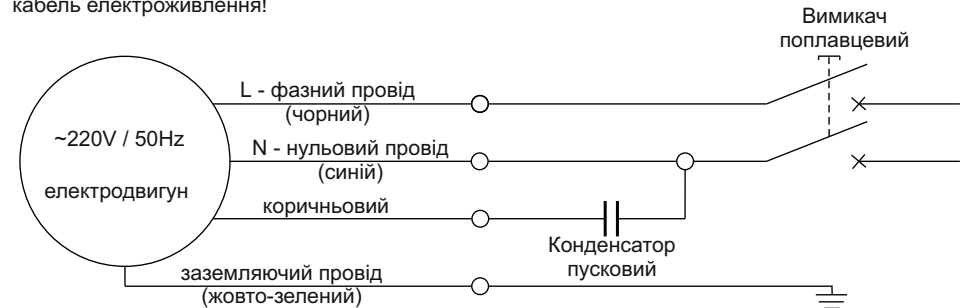 кабель електроживлення!
Вимикач
поплавцевий
L - фазний провід
(чорний)
~220V / 50Hz
N - нульовий провід
(синій)
електродвигун
коричньовий
Конденсатор
пусковий
заземляючий провід
(жовто-зелений)